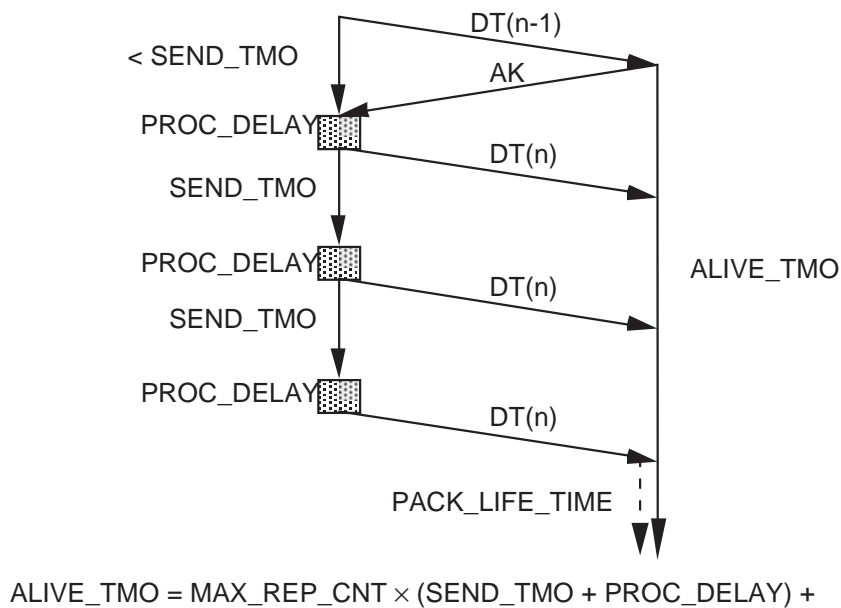 DT(n-1)
< SEND_TMO
AK
PROC_DELAY
DT(n)
SEND_TMO
PROC_DELAY
ALIVE_TMO
DT(n)
SEND_TMO
PROC_DELAY
DT(n)
PACK_LIFE_TIME
ALIVE_TMO = MAX_REP_CNT × (SEND_TMO + PROC_DELAY) +